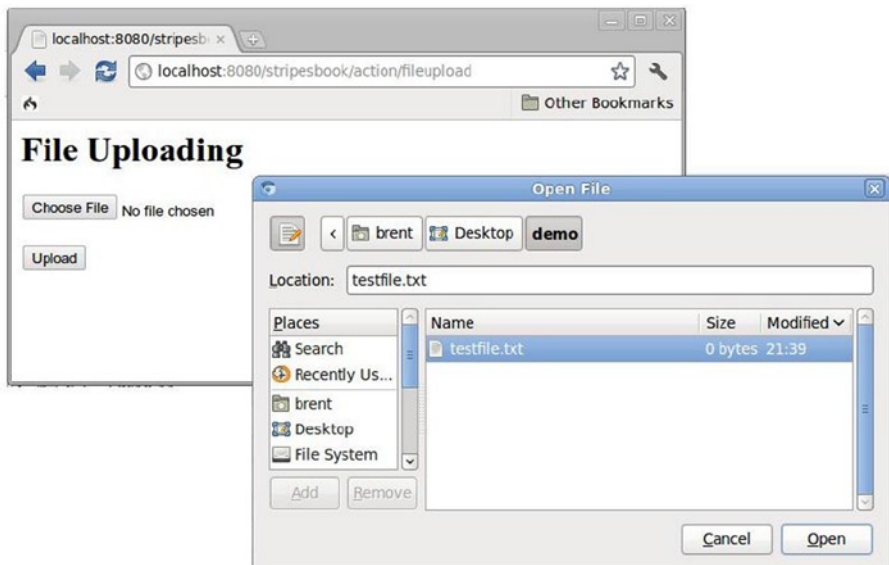 localhost:8080/stripesb
localhost:8080/stripesbook/action/fileupload
Other Bookmarks
File Uploading
Choose File No file chosen
Upload
Open File
brent Desktop demo
Location: testfile.txt
Places
Search
Recently Us...
brent
Desktop
File System
Add Remove
Name Size Modified
testfile.txt 0 bytes 21:39
Cancel Open